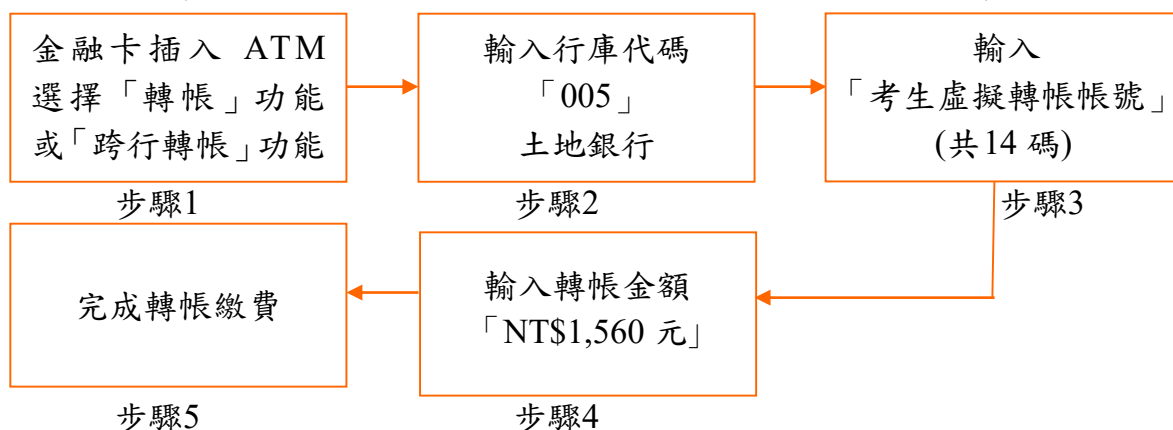 金融卡插入 ATM
選擇「轉帳」功能
或「跨行轉帳」功能
步驟1
輸入行庫代碼
「005」
土地銀行
步驟2
輸入
「考生虛擬轉帳帳號」
(共14 碼)
步驟3
輸入轉帳金額
「NT$1,560 元」
步驟4
完成轉帳繳費
步驟5